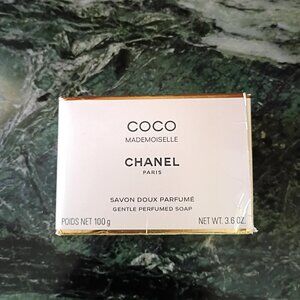 COCO
MADEMOISELLE
CHANEL
PARIS
SAVON DOUX PARFUMÉ
GENTLE PERFUMED SOAP
POIDS NET 100 g NET WT. 3.6 OZ.